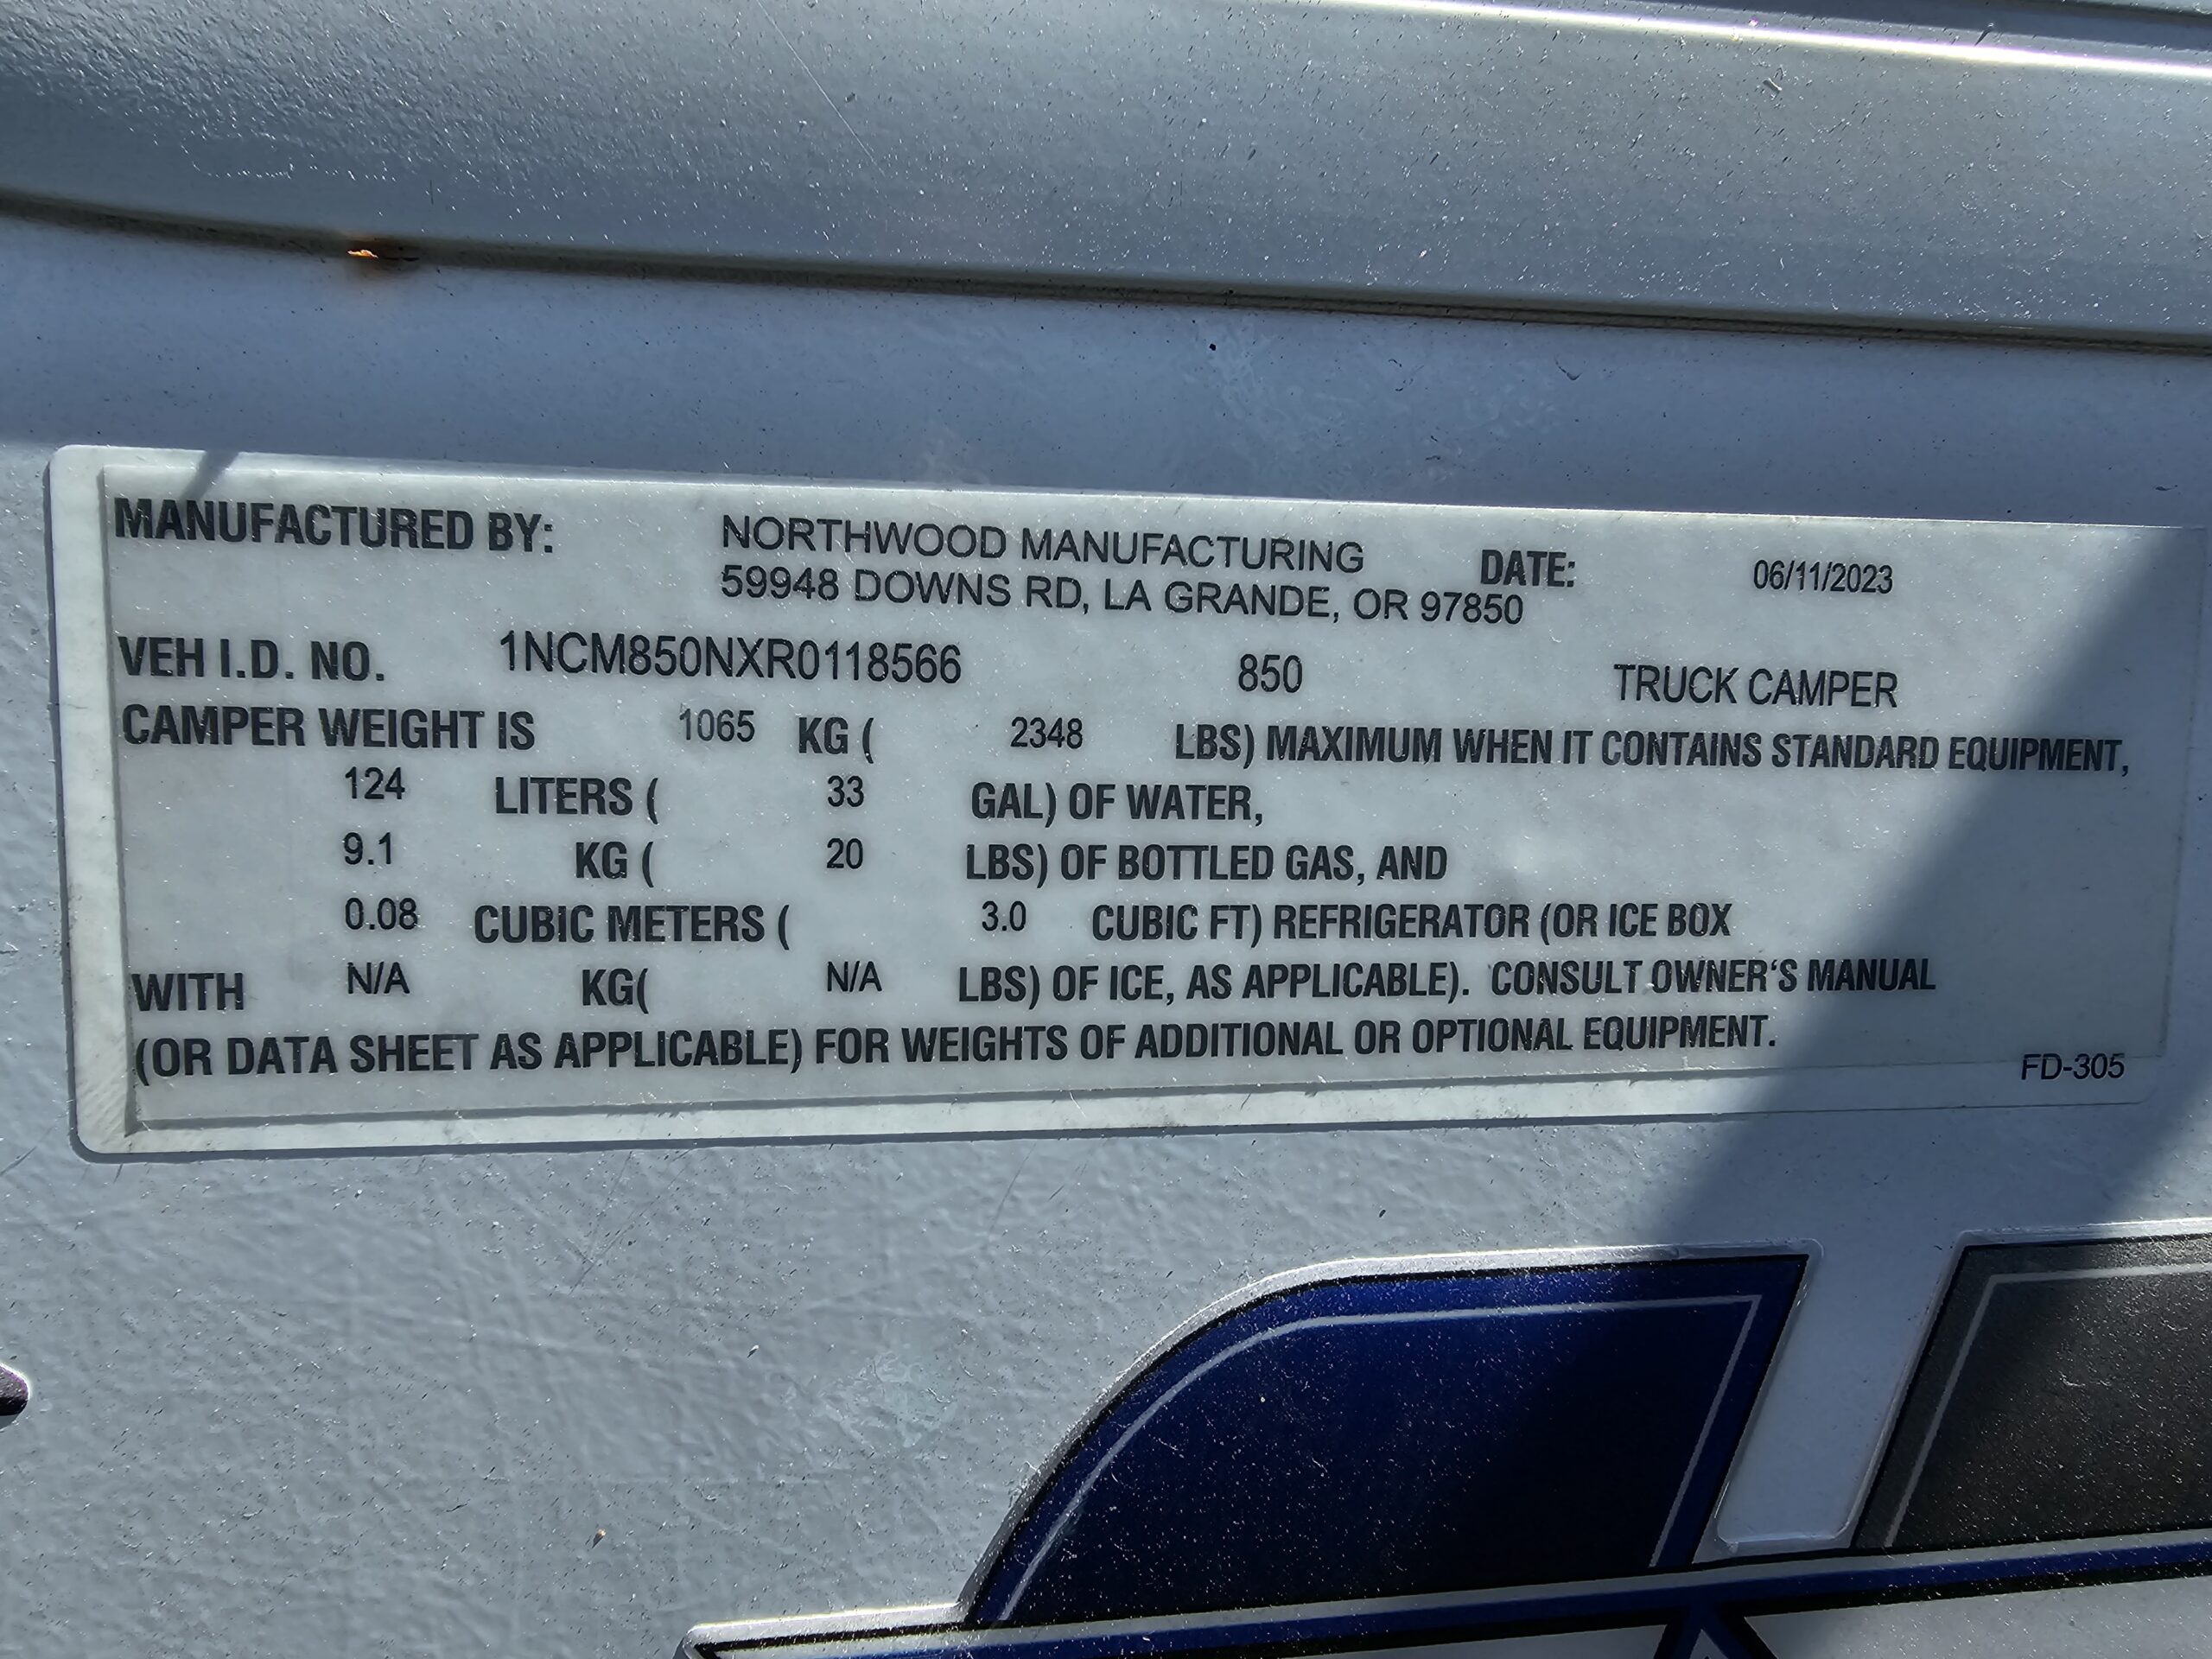 MANUFACTURED BY: NORTHWOOD MANUFACTURING DATE: 06/11/2023
59948 DOWNS RD, LA GRANDE, OR 97850
VEH I.D. NO. 1NCM850NXR0118566 850 TRUCK CAMPER
CAMPER WEIGHT IS 1065 KG ( 2348 LBS) MAXIMUM WHEN IT CONTAINS STANDARD EQUIPMENT,
124 LITERS ( 33 GAL) OF WATER,
9.1 KG ( 20 LBS) OF BOTTLED GAS, AND
0.08 CUBIC METERS ( 3.0 CUBIC FT) REFRIGERATOR (OR ICE BOX
WITH N/A KG( N/A LBS) OF ICE, AS APPLICABLE). CONSULT OWNER'S MANUAL
(OR DATA SHEET AS APPLICABLE) FOR WEIGHTS OF ADDITIONAL OR OPTIONAL EQUIPMENT.
FD-305